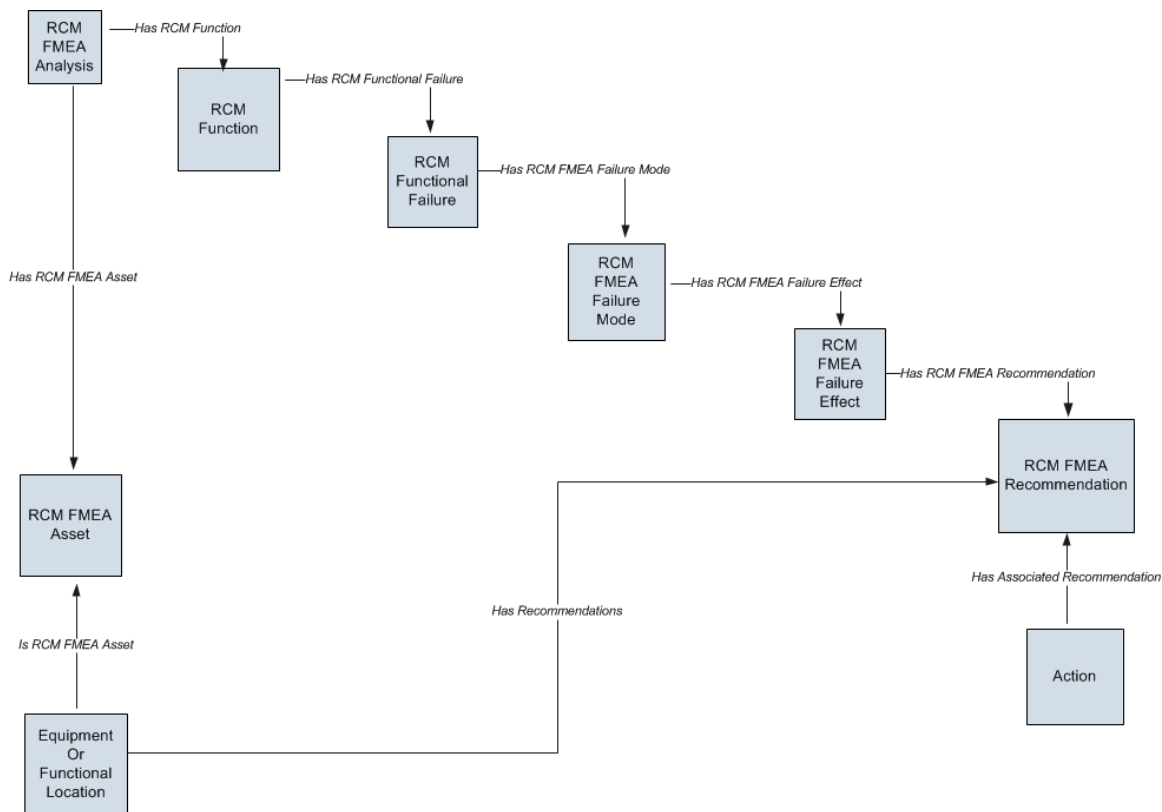 RCM
FMEA
Analysis
Has RCM Function
RCM
Function
Has RCM Functional Failure
RCM
Functional
Failure
Has RCM FMEA Failure Mode
RCM
FMEA
Failure
Mode
Has RCM FMEA Failure Effect
RCM
FMEA
Failure
Effect
Has RCM FMEA Recommendation
RCM FMEA
Recommendation
Has RCM FMEA Asset
RCM FMEA
Asset
Is RCM FMEA Asset
Equipment
Or
Functional
Location
Has Recommendations
Has Associated Recommendation
Action